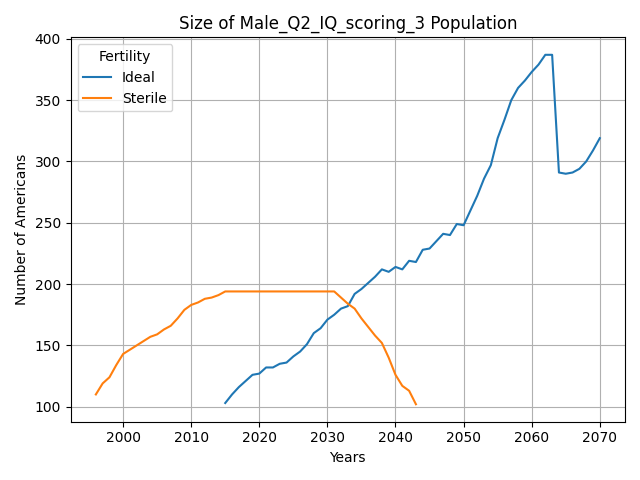 Size of Male_Q2_IQ_scoring_3 Population
Number of Americans
400
350
300
250
200
150
100
Fertility
Ideal
Sterile
2000 2010 2020 2030 2040 2050 2060 2070
Years